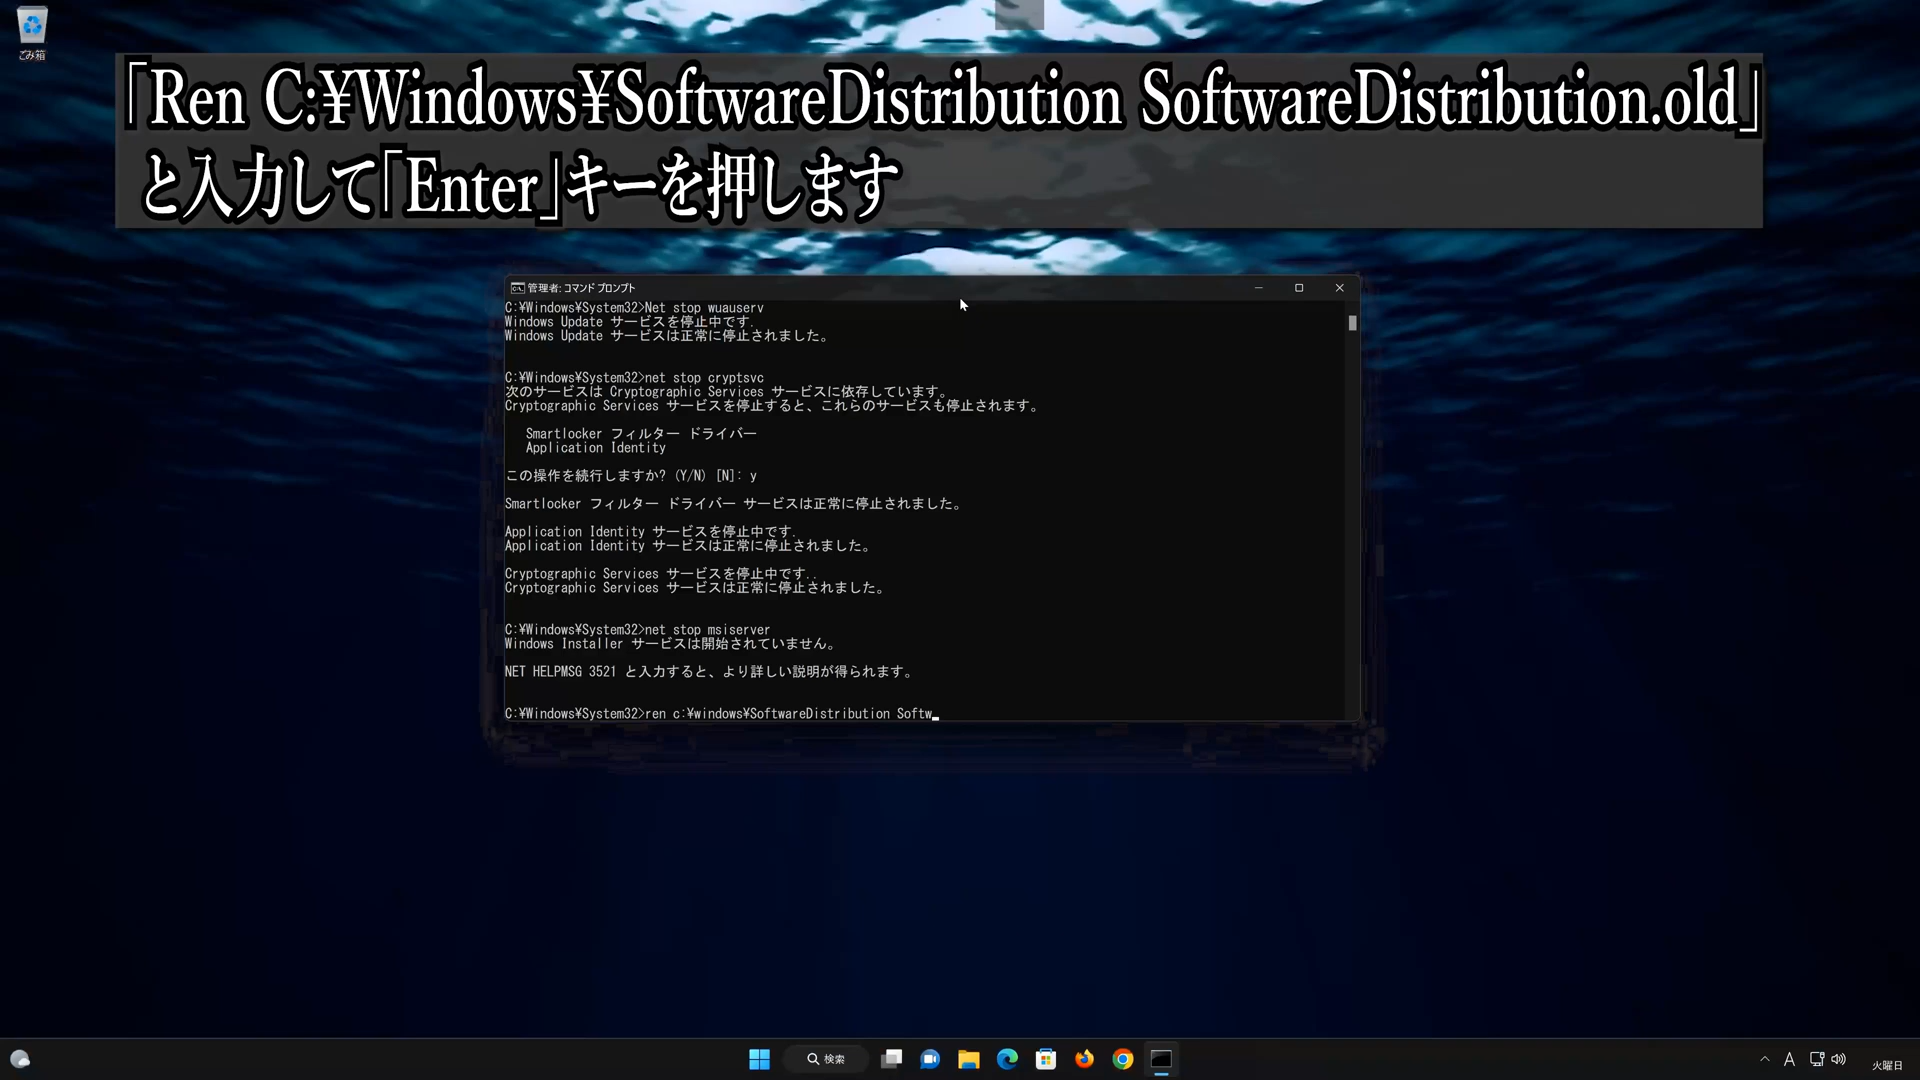 ごみ箱
「Ren C:¥Windows¥SoftwareDistribution SoftwareDistribution.old」
と入力して「Enter」キーを押します
管理者: コマンド プロンプト
C:¥Windows¥System32>Net stop wuauserv
Windows Update サービスを停止中です.
Windows Update サービスは正常に停止されました。
C:¥Windows¥System32>net stop cryptsvc
次のサービスは Cryptographic Services サービスに依存しています。
Cryptographic Services サービスを停止すると、これらのサービスも停止されます。
Smartlocker フィルター ドライバー
Application Identity
この操作を続行しますか? (Y/N) [N]: y
Smartlocker フィルター ドライバー サービスは正常に停止されました。
Application Identity サービスを停止中です.
Application Identity サービスは正常に停止されました。
Cryptographic Services サービスを停止中です..
Cryptographic Services サービスは正常に停止されました。
C:¥Windows¥System32>net stop msiserver
Windows Installer サービスは開始されていません。
NET HELPMSG 3521 と入力すると、より詳しい説明が得られます。
C:¥Windows¥System32>ren c:¥windows¥SoftwareDistribution Softw
検索
A
火曜日